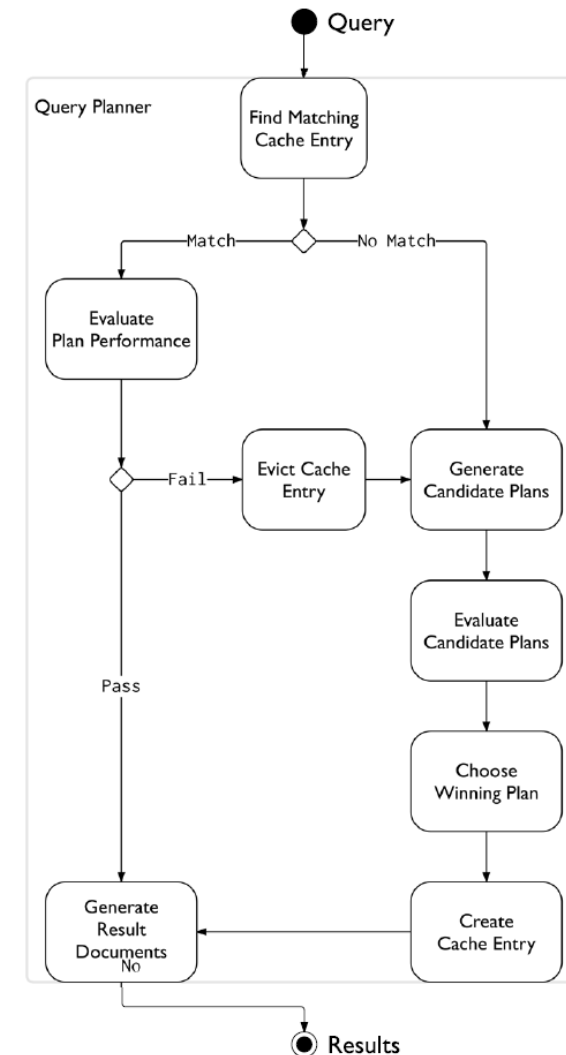 Query
Query Planner
Find Matching
Cache Entry
Match
No Match
Evaluate
Plan Performance
Fail
Evict Cache
Entry
Generate
Candidate Plans
Evaluate
Candidate Plans
Pass
Choose
Winning Plan
Generate
Result
Documents
No
Create
Cache Entry
Results